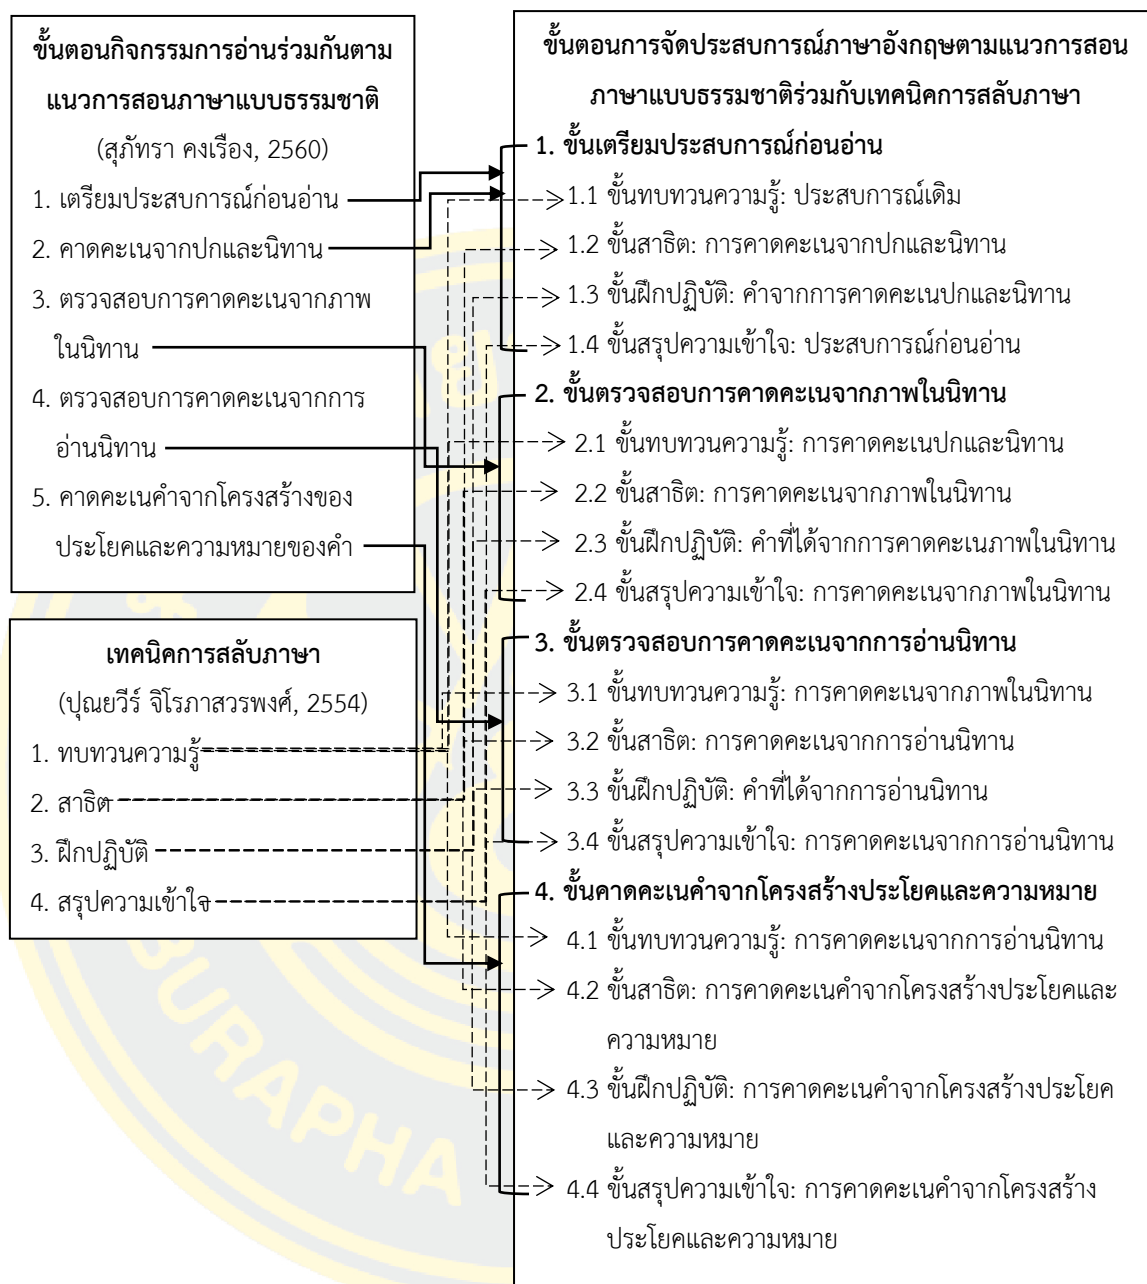 ขั้นตอนกิจกรรมการอ่านร่วมกันตาม
แนวการสอนภาษาแบบธรรมชาติ
(สุภัทรา คงเรือง, 2560)
1. เตรียมประสบการณ์ก่อนอ่าน
2. คาดคะเนจากปกและนิทาน
3. ตรวจสอบการคาดคะเนจากภาพ
ในนิทาน
4. ตรวจสอบการคาดคะเนจากการ
อ่านนิทาน
5. คาดคะเนคำจากโครงสร้างของ
ประโยคและความหมายของคำ
เทคนิคการสลับภาษา
(ปุณยวีร์ จิโรภาสวรพงศ์, 2554)
1. ทบทวนความรู้
2. สาธิต
3. ฝึกปฏิบัติ
4. สรุปความเข้าใจ
ขั้นตอนการจัดประสบการณ์ภาษาอังกฤษตามแนวการสอน
ภาษาแบบธรรมชาติร่วมกับเทคนิคการสลับภาษา
1. ขั้นเตรียมประสบการณ์ก่อนอ่าน
1.1 ขั้นทบทวนความรู้: ประสบการณ์เดิม
1.2 ขั้นสาธิต: การคาดคะเนจากปกและนิทาน
1.3 ขั้นฝึกปฏิบัติ: คำจากการคาดคะเนปกและนิทาน
1.4 ขั้นสรุปความเข้าใจ: ประสบการณ์ก่อนอ่าน
2. ขั้นตรวจสอบการคาดคะเนจากภาพในนิทาน
2.1 ขั้นทบทวนความรู้: การคาดคะเนปกและนิทาน
2.2 ขั้นสาธิต: การคาดคะเนจากภาพในนิทาน
2.3 ขั้นฝึกปฏิบัติ: คำที่ได้จากการคาดคะเนภาพในนิทาน
2.4 ขั้นสรุปความเข้าใจ: การคาดคะเนจากภาพในนิทาน
3. ขั้นตรวจสอบการคาดคะเนจากการอ่านนิทาน
3.1 ขั้นทบทวนความรู้: การคาดคะเนจากภาพในนิทาน
3.2 ขั้นสาธิต: การคาดคะเนจากการอ่านนิทาน
3.3 ขั้นฝึกปฏิบัติ: คำที่ได้จากการอ่านนิทาน
3.4 ขั้นสรุปความเข้าใจ: การคาดคะเนจากการอ่านนิทาน
4. ขั้นคาดคะเนคำจากโครงสร้างประโยคและความหมาย
4.1 ขั้นทบทวนความรู้: การคาดคะเนจากการอ่านนิทาน
4.2 ขั้นสาธิต: การคาดคะเนคำจากโครงสร้างประโยคและ
ความหมาย
4.3 ขั้นฝึกปฏิบัติ: การคาดคะเนคำจากโครงสร้างประโยค
และความหมาย
4.4 ขั้นสรุปความเข้าใจ: การคาดคะเนคำจากโครงสร้าง
ประโยคและความหมาย
BURAPHA